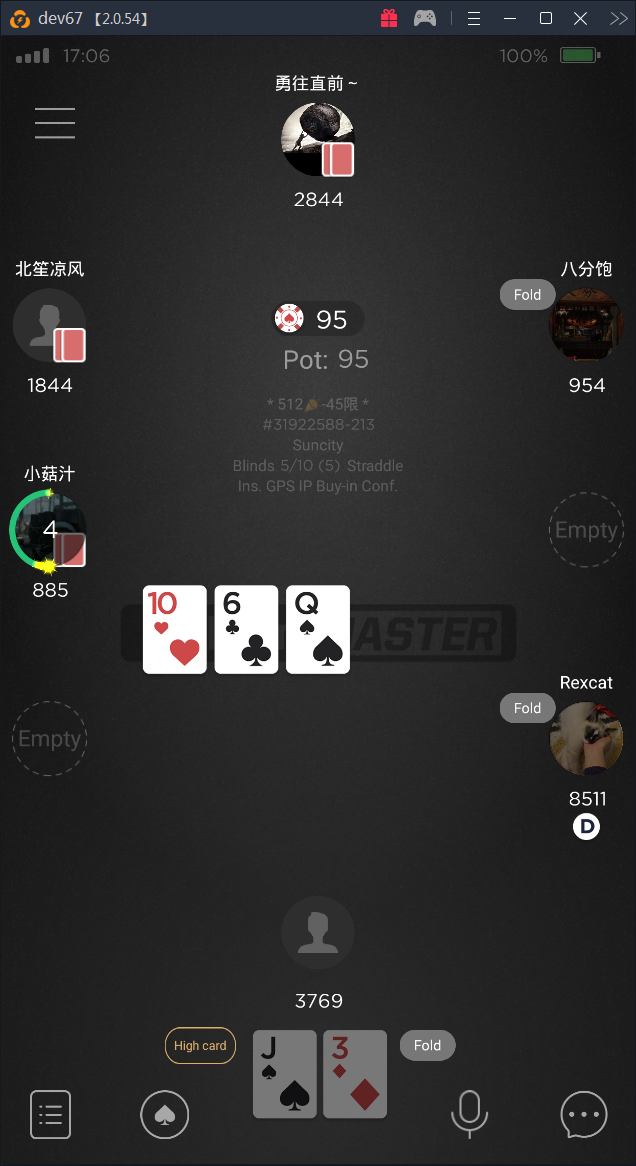 dev67 【2.0.54】
17:06 100%
勇往直前 ~
2844
北笙凉风
八分饱
Fold
1844
954
95
Pot: 95
* 512 -45限 *
#31922588-213
Suncity
Blinds 5/10 (5) Straddle
Ins. GPS IP Buy-in Conf.
小菇汁
4
Empty
885
10 6 Q
ASTER
Rexcat
Fold
Empty
8511
D
3769
High card
J 3
Fold